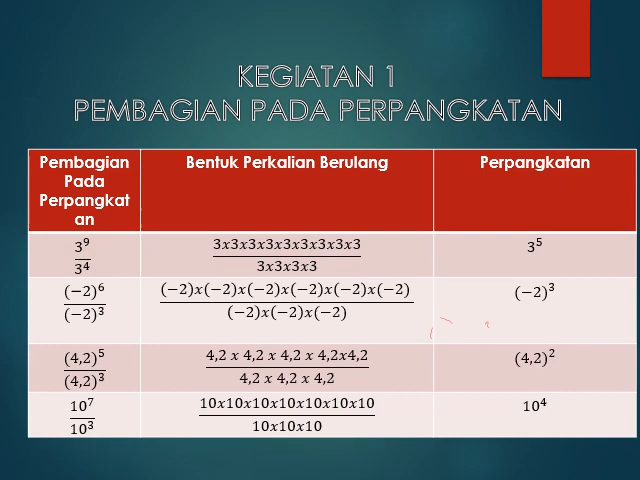 KEGIATAN 1
PEMBAGIAN PADA PERPANGKATAN
Pembagian
Pada
Perpangkat
an
Bentuk Perkalian Berulang
Perpangkatan
3⁹
3⁴
3x3x3x3x3x3x3x3x3
3x3x3x3
3⁵
(−2)⁶
(−2)³
(−2)x(−2)x(−2)x(−2)x(−2)x(−2)
(−2)x(−2)x(−2)
(−2)³
(4,2)⁵
(4,2)³
4,2 x 4,2 x 4,2 x 4,2x4,2
4,2 x 4,2 x 4,2
(4,2)²
10⁷
10³
10x10x10x10x10x10x10
10x10x10
10⁴